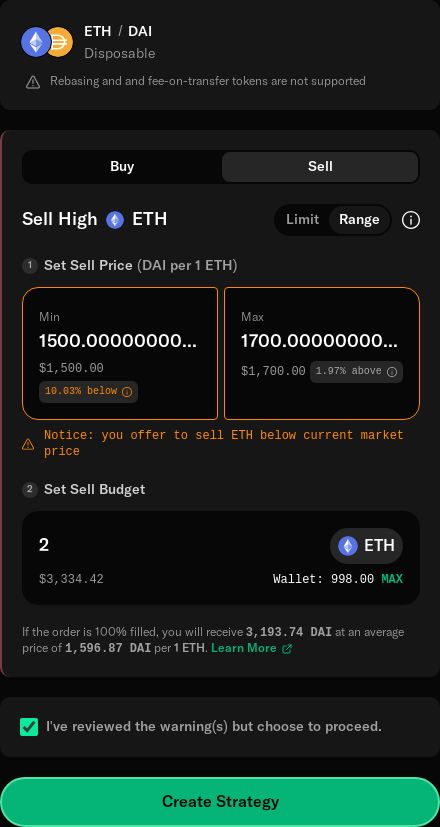 ETH / DAI
Disposable
Rebasing and and fee-on-transfer tokens are not supported
Buy
Sell
Sell High ETH
Limit
Range
1 Set Sell Price (DAI per 1 ETH)
Min
1500.00000000...
$1,500.00
10.03% below
Max
1700.00000000...
$1,700.00 1.97% above
Notice: you offer to sell ETH below current market
price
2 Set Sell Budget
2
ETH
$3,334.42
Wallet: 998.00 MAX
If the order is 100% filled, you will receive 3,193.74 DAI at an average
price of 1,596.87 DAI per 1 ETH. Learn More
I've reviewed the warning(s) but choose to proceed.
Create Strategy